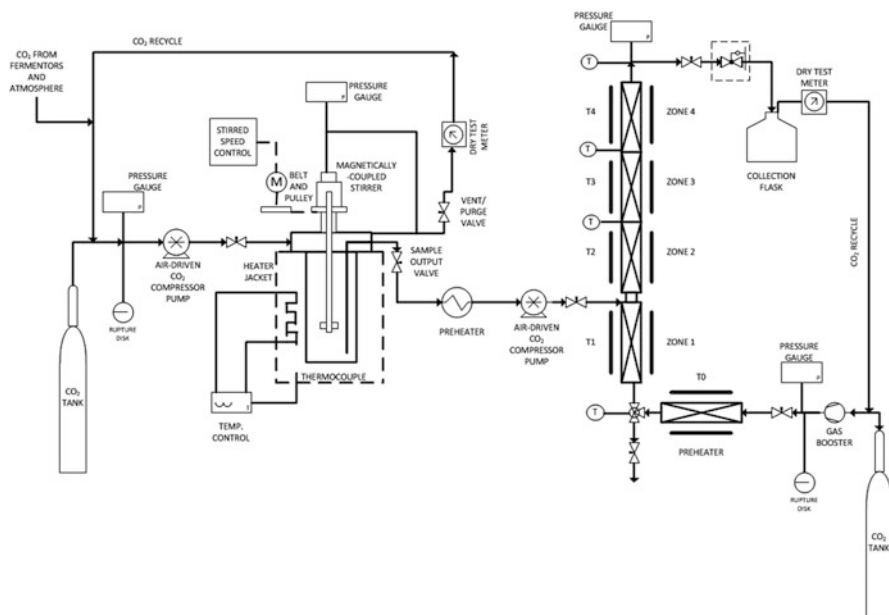 CO₂ RECYCLE
CO₂ FROM
FERMENTORS
AND
ATMOSPHERE
PRESSURE
GAUGE
P
STIRRED
SPEED
CONTROL
M
BELT
AND
PULLEY
MAGNETICALLY
-COUPLED
STIRRER
DRY TEST
METER
VENT/
PURGE
VALVE
PRESSURE
GAUGE
P
AIR-DRIVEN
CO₂
COMPRESSOR
PUMP
HEATER
JACKET
SAMPLE
OUTPUT
VALVE
RUPTURE
DISK
CO₂
TANK
THERMOCOUPLE
T
TEMP.
CONTROL
PREHEATER
AIR-DRIVEN
CO₂
COMPRESSOR
PUMP
PRESSURE
GAUGE
P
T
T4
ZONE 4
T
T3
ZONE 3
T
T2
ZONE 2
T1
ZONE 1
T
T0
PREHEATER
DRY TEST
METER
COLLECTION
FLASK
CO₂ RECYCLE
PRESSURE
GAUGE
P
GAS
BOOSTER
RUPTURE
DISK
CO₂
TANK